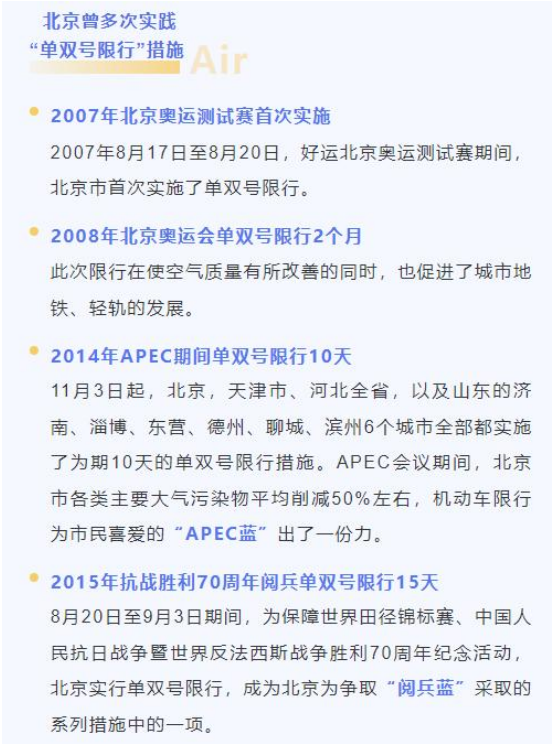 北京曾多次实践
“单双号限行”措施
Air
2007年北京奥运测试赛首次实施
2007年8月17日至8月20日，好运北京奥运测试赛期间，
北京市首次实施了单双号限行。
2008年北京奥运会单双号限行2个月
此次限行在使空气质量有所改善的同时，也促进了城市地
铁、轻轨的发展。
2014年APEC期间单双号限行10天
11月3日起，北京，天津市、河北全省，以及山东的济
南、淄博、东营、德州、聊城、滨州6个城市全部都实施
了为期10天的单双号限行措施。APEC会议期间，北京
市各类主要大气污染物平均削减50%左右，机动车限行
为市民喜爱的“APEC蓝”出了一份力。
2015年抗战胜利70周年阅兵单双号限行15天
8月20日至9月3日期间，为保障世界田径锦标赛、中国人
民抗日战争暨世界反法西斯战争胜利70周年纪念活动，
北京实行单双号限行，成为北京为争取“阅兵蓝”采取的
系列措施中的一项。